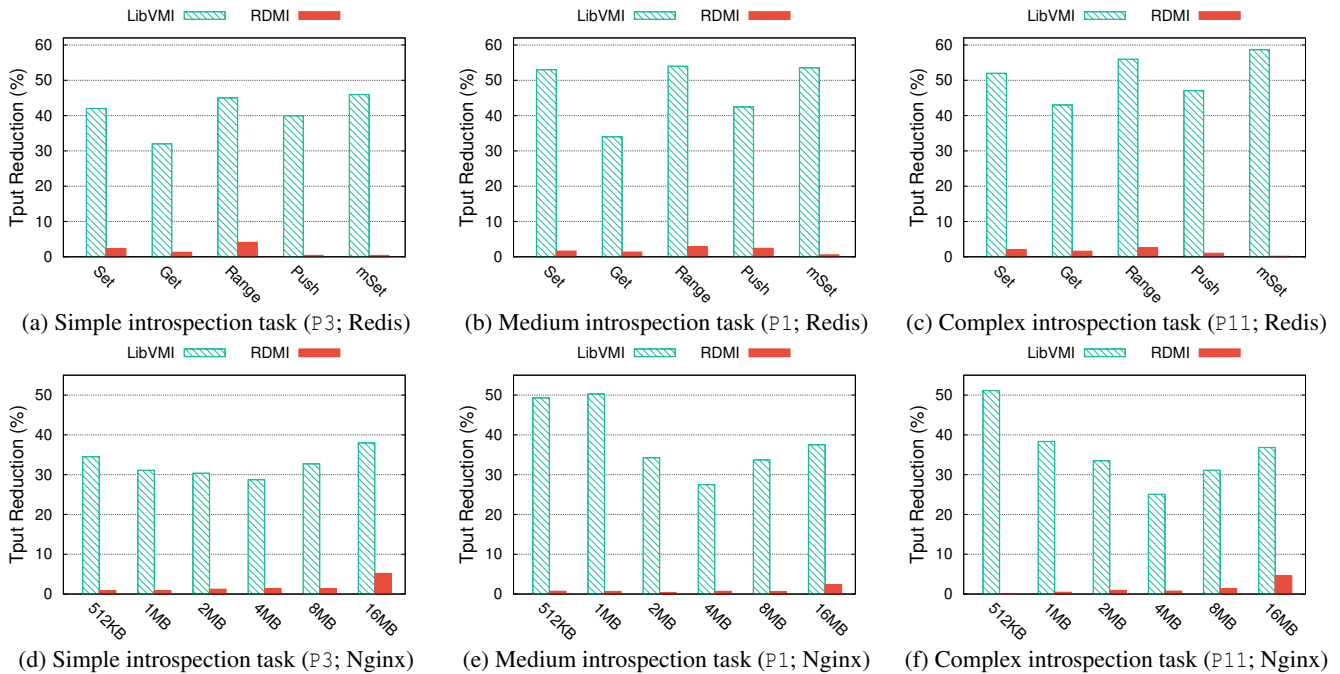 LibVMI RDMI
Tput Reduction (%)
60
50
40
30
20
10
0
Set Get Range Push mSet
(a) Simple introspection task (P3; Redis)
LibVMI RDMI
Tput Reduction (%)
60
50
40
30
20
10
0
Set Get Range Push mSet
(b) Medium introspection task (P1; Redis)
LibVMI RDMI
Tput Reduction (%)
60
50
40
30
20
10
0
Set Get Range Push mSet
(c) Complex introspection task (P11; Redis)
LibVMI RDMI
Tput Reduction (%)
50
40
30
20
10
0
512KB 1MB 2MB 4MB 8MB 16MB
(d) Simple introspection task (P3; Nginx)
LibVMI RDMI
Tput Reduction (%)
50
40
30
20
10
0
512KB 1MB 2MB 4MB 8MB 16MB
(e) Medium introspection task (P1; Nginx)
LibVMI RDMI
Tput Reduction (%)
50
40
30
20
10
0
512KB 1MB 2MB 4MB 8MB 16MB
(f) Complex introspection task (P11; Nginx)